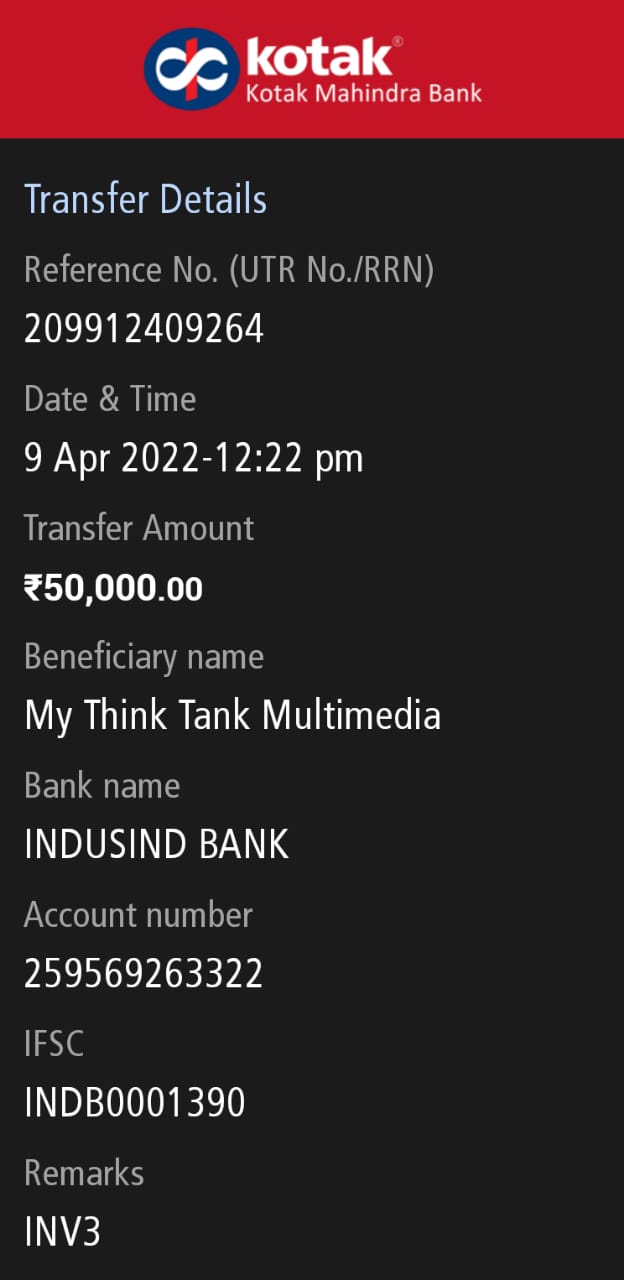 kotak®
Kotak Mahindra Bank
Transfer Details
Reference No. (UTR No./RRN)
209912409264
Date & Time
9 Apr 2022-12:22 pm
Transfer Amount
₹50,000.00
Beneficiary name
My Think Tank Multimedia
Bank name
INDUSIND BANK
Account number
259569263322
IFSC
INDB0001390
Remarks
INV3